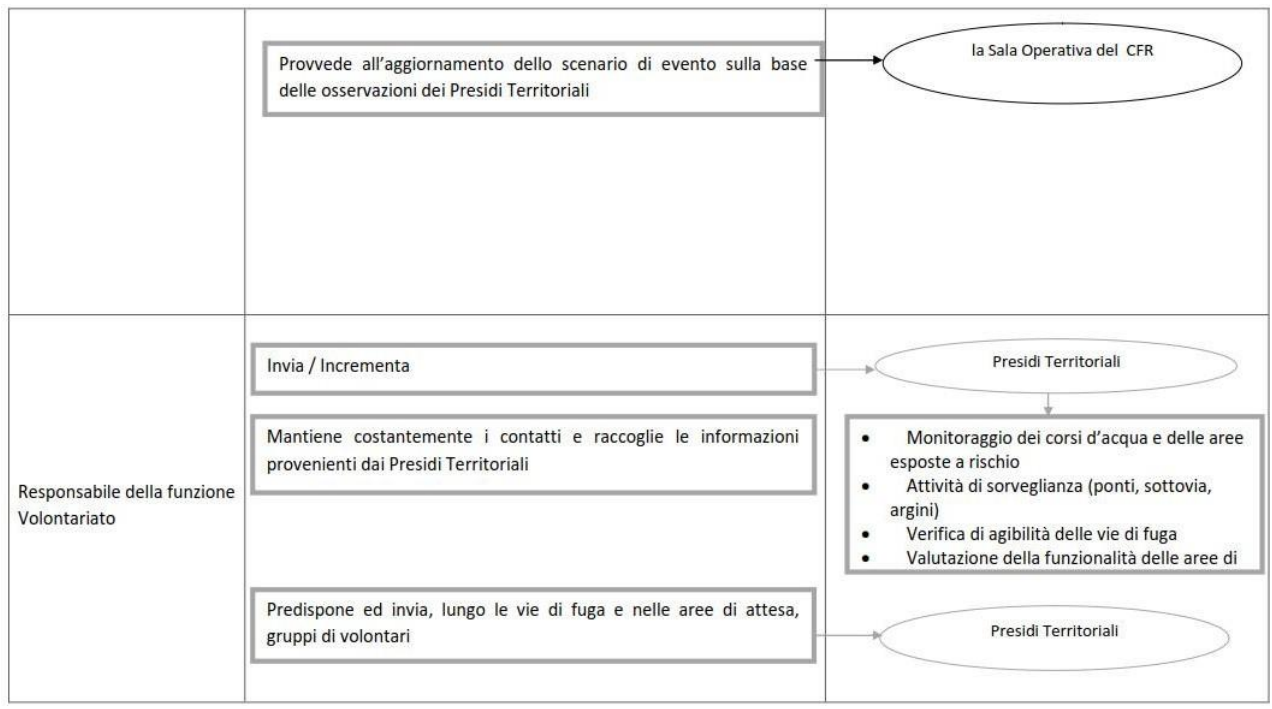 Provvede all'aggiornamento dello scenario di evento sulla base
delle osservazioni dei Presidi Territoriali
la Sala Operativa del CFR
Responsabile della funzione
Volontariato
Invia / Incrementa
Mantiene costantemente i contatti e raccoglie le informazioni
provenienti dai Presidi Territoriali
Predispone ed invia, lungo le vie di fuga e nelle aree di attesa,
gruppi di volontari
Presidi Territoriali
• Monitoraggio dei corsi d'acqua e delle aree
esposte a rischio
• Attività di sorveglianza (ponti, sottovia,
argini)
• Verifica di agibilità delle vie di fuga
• Valutazione della funzionalità delle aree di
Presidi Territoriali